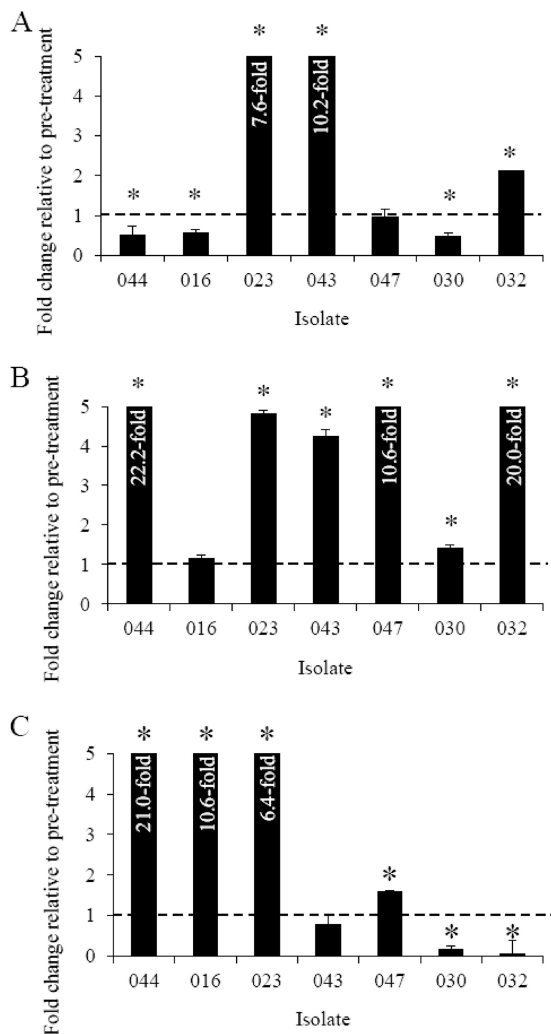 A
Fold change relative to pre-treatment
5
4
3
2
1
0
* * * * * *
7.6-fold
10.2-fold
044 016 023 043 047 030 032
Isolate
B
Fold change relative to pre-treatment
5
4
3
2
1
0
* * * * * *
22.2-fold
10.6-fold
20.0-fold
044 016 023 043 047 030 032
Isolate
C
Fold change relative to pre-treatment
5
4
3
2
1
0
* * * * * *
21.0-fold
10.6-fold
6.4-fold
044 016 023 043 047 030 032
Isolate